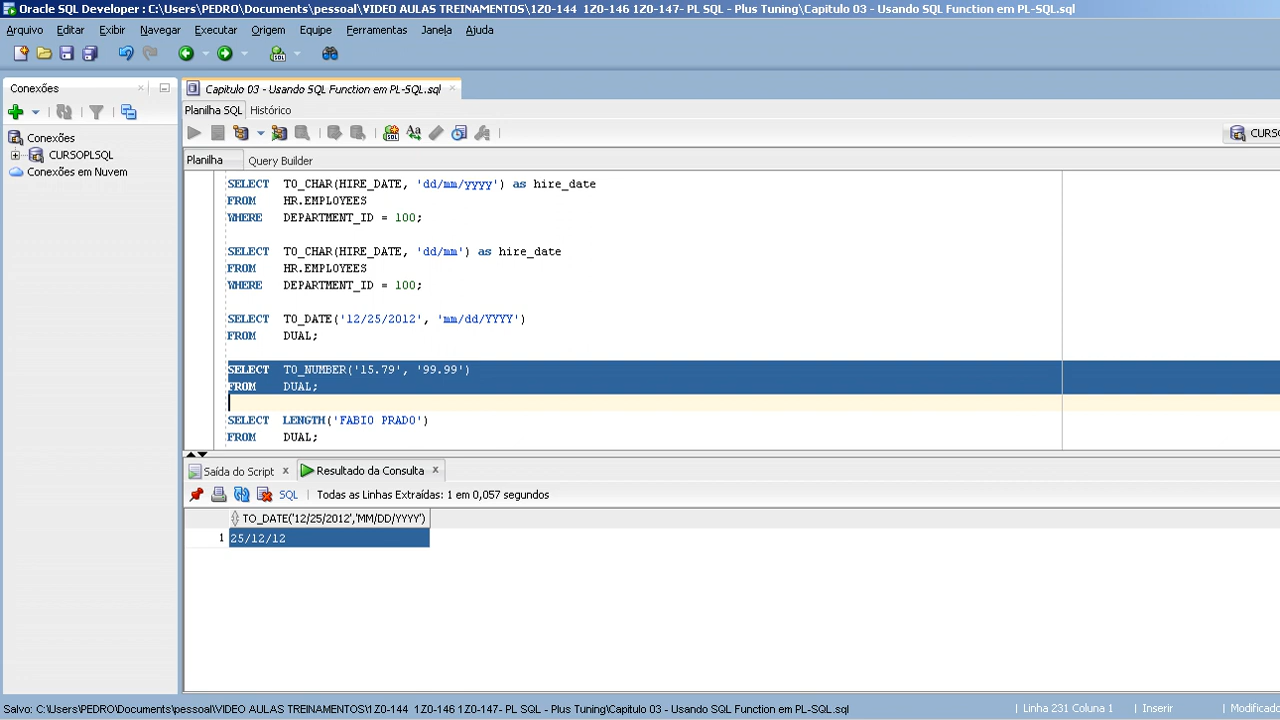 Oracle SQL Developer : C:\Users\PEDRO\Documents\pessoal\VIDEO AULAS TREINAMENTOS\1Z0-144  1Z0-146 1Z0-147- PL SQL - Plus Tuning\Capitulo 03 - Usando SQL Function em PL-SQL.sql
Arquivo Editar Exibir Navegar Executar Origem Equipe Ferramentas Janela Ajuda
Conexões
Capitulo 03 - Usando SQL Function em PL-SQL.sql
Planilha SQL Histórico
Conexões
CURSOPLSQL
Conexões em Nuvem
CURSO
Planilha Query Builder
SELECT TO_CHAR(HIRE_DATE, 'dd/mm/yyyy') as hire_date
FROM HR.EMPLOYEES
WHERE DEPARTMENT_ID = 100;
SELECT TO_CHAR(HIRE_DATE, 'dd/mm') as hire_date
FROM HR.EMPLOYEES
WHERE DEPARTMENT_ID = 100;
SELECT TO_DATE('12/25/2012', 'mm/dd/YYYY')
FROM DUAL;
SELECT TO_NUMBER('15.79', '99.99')
FROM DUAL;
SELECT LENGTH('FABIO PRADO')
FROM DUAL;
Saída do Script Resultado da Consulta
SQL Todas as Linhas Extraídas: 1 em 0,057 segundos
TO_DATE('12/25/2012','MM/DD/YYYY')
1 25/12/12
Salvo: C:\Users\PEDRO\Documents\pessoal\VIDEO AULAS TREINAMENTOS\1Z0-144  1Z0-146 1Z0-147- PL SQL - Plus Tuning\Capitulo 03 - Usando SQL Function em PL-SQL.sql
Linha 231 Coluna 1 Inserir Modificado